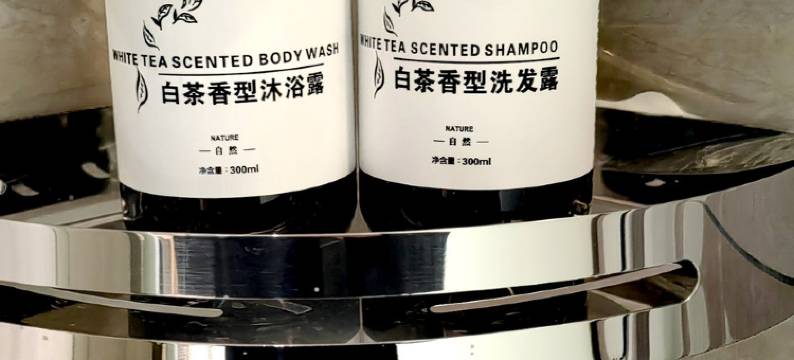 WHITE TEA SCENTED BODY WASH
白茶香型沐浴露
NATURE
自然
净含量：300ml
WHITE TEA SCENTED SHAMPOO
白茶香型洗发露
NATURE
自然
净含量：300ml